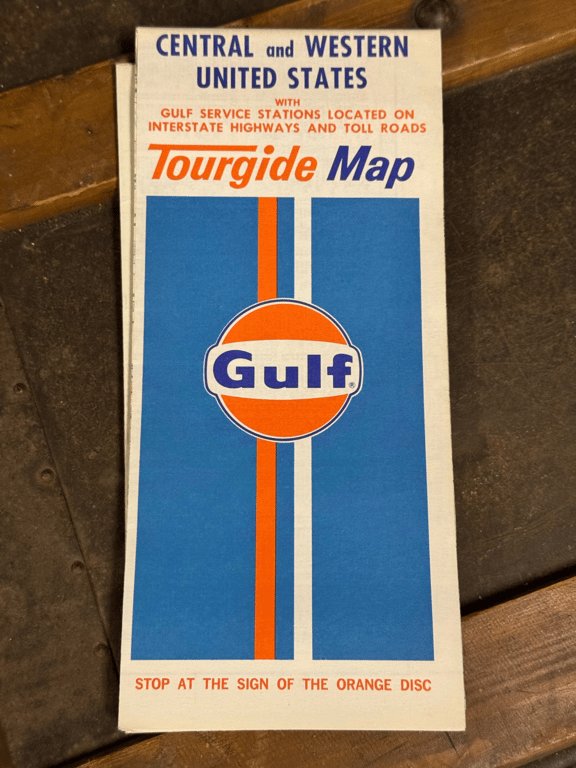 CENTRAL and WESTERN
UNITED STATES
WITH
GULF SERVICE STATIONS LOCATED ON
INTERSTATE HIGHWAYS AND TOLL ROADS
Tourgide Map
Gulf®
STOP AT THE SIGN OF THE ORANGE DISC